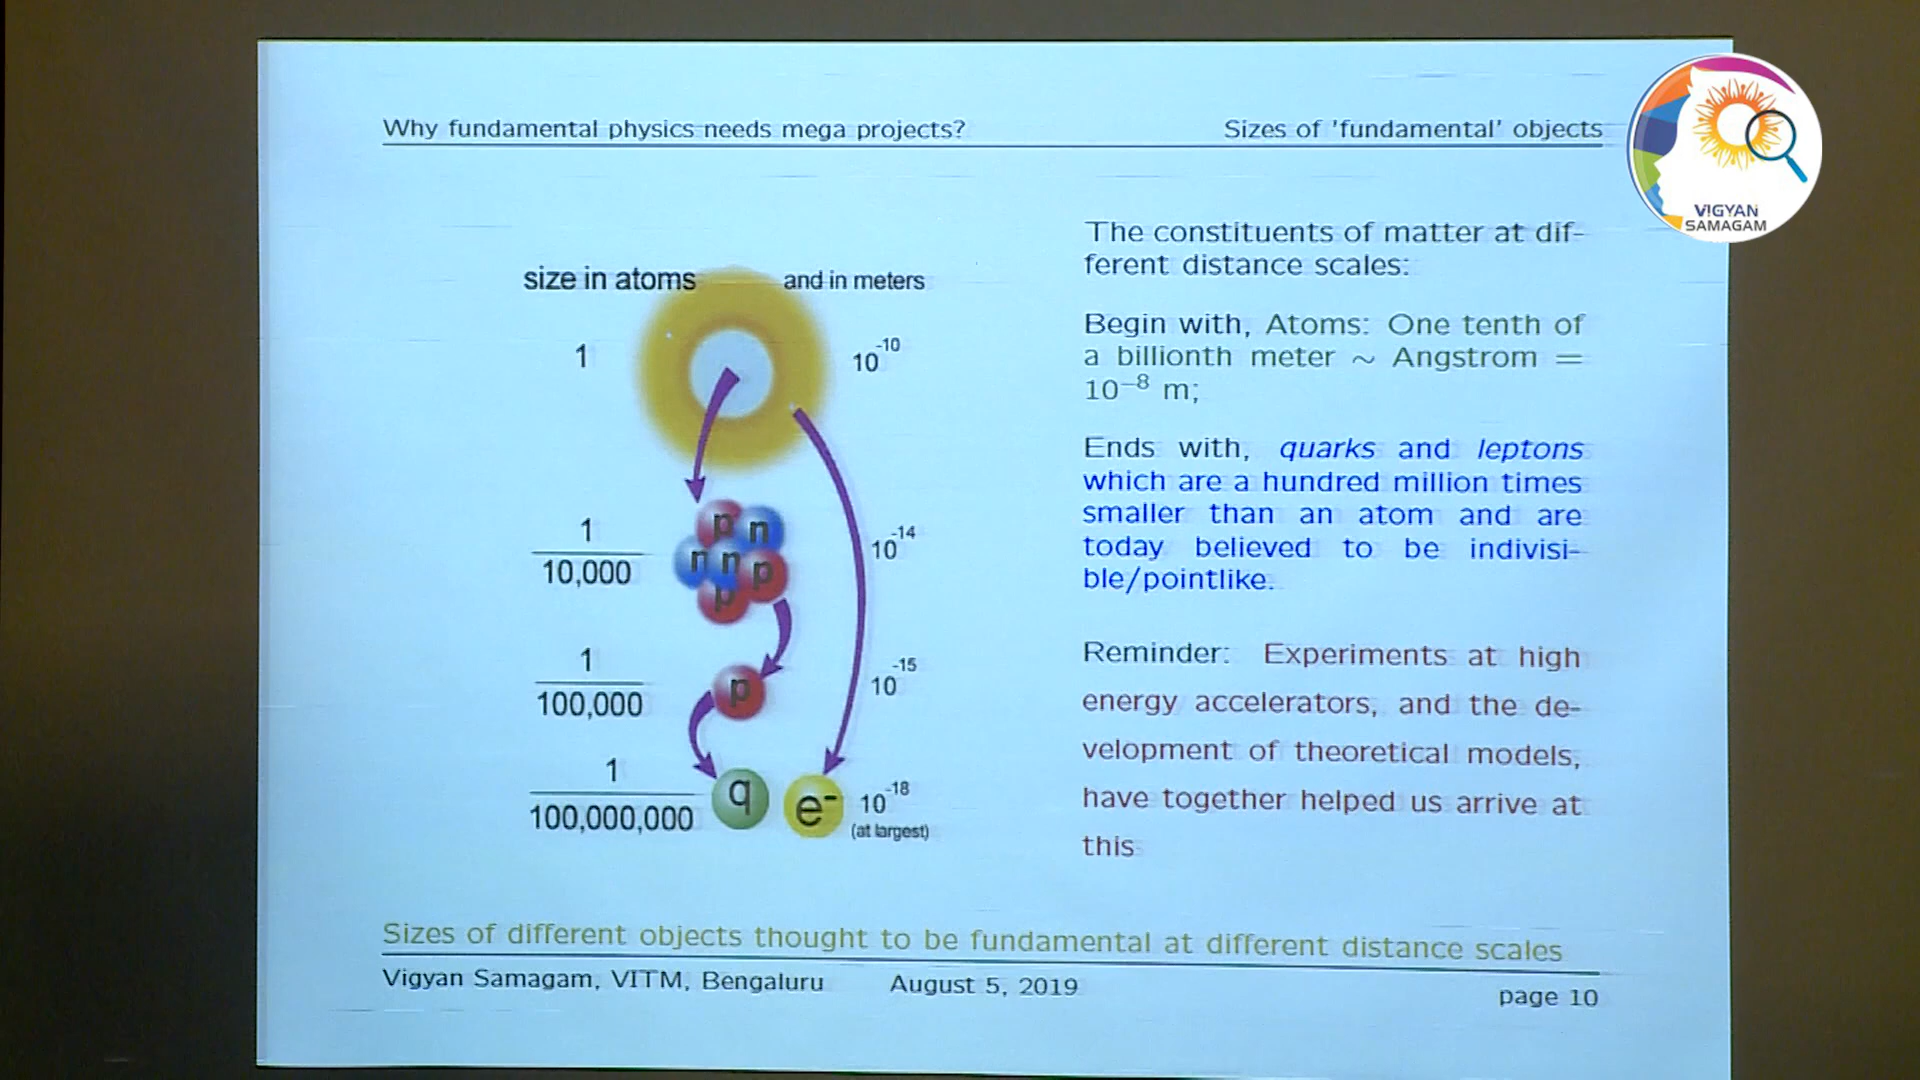 Why fundamental physics needs mega projects?
Sizes of 'fundamental' objects
VIGYAN
SAMAGAM
size in atoms
and in meters
1
10^-10
1
10,000
p n
n n p
p
10^-14
1
100,000
p
10^-15
1
100,000,000
q
e^-
10^-18
(at largest)
The constituents of matter at dif-
ferent distance scales:
Begin with, Atoms: One tenth of
a billionth meter ~ Angstrom =
10^−8 m;
Ends with, quarks and leptons
which are a hundred million times
smaller than an atom and are
today believed to be indivisi-
ble/pointlike.
Reminder: Experiments at high
energy accelerators, and the de-
velopment of theoretical models,
have together helped us arrive at
this
Sizes of different objects thought to be fundamental at different distance scales
Vigyan Samagam, VITM, Bengaluru
August 5, 2019
page 10